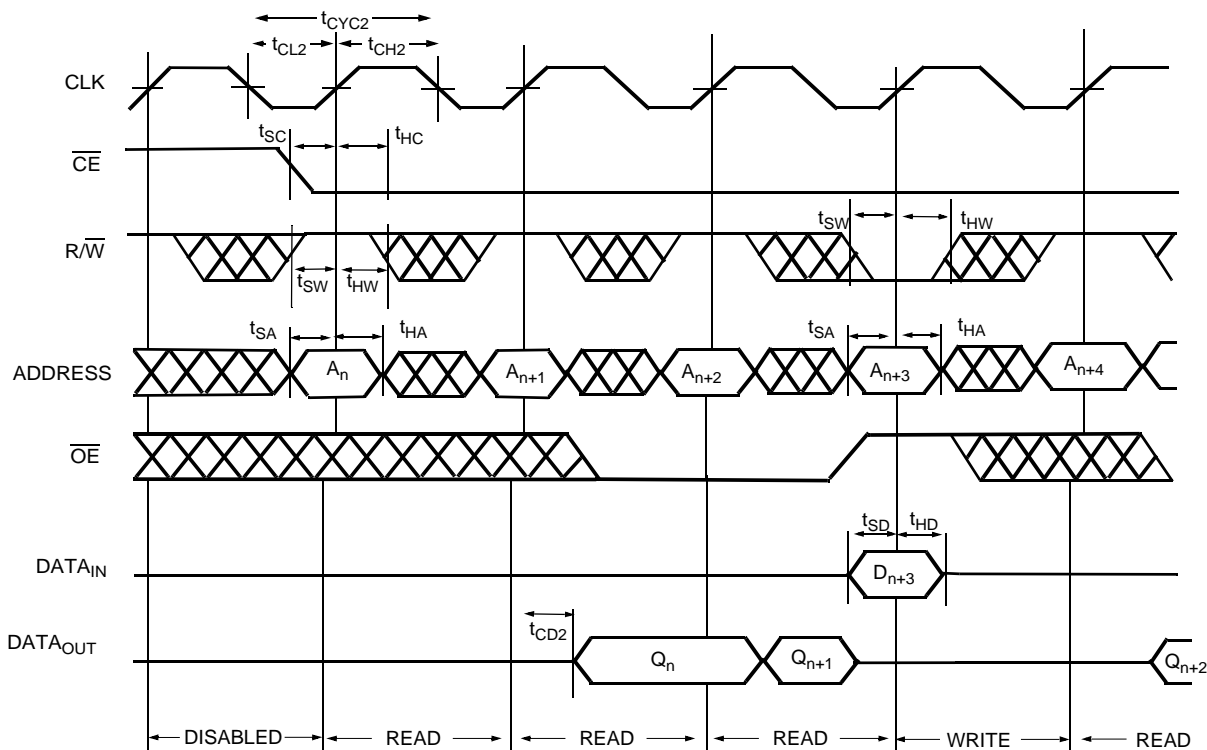 tCYC2
tCL2 tCH2
CLK
tSC tHC
CE
tSW tHW
R/W
tSW tHW
tSA tHA tSA tHA
ADDRESS An An+1 An+2 An+3 An+4
OE
tSD tHD
DATAIN Dn+3
tCD2
DATAOUT Qn Qn+1 Qn+2
DISABLED READ READ READ WRITE READ